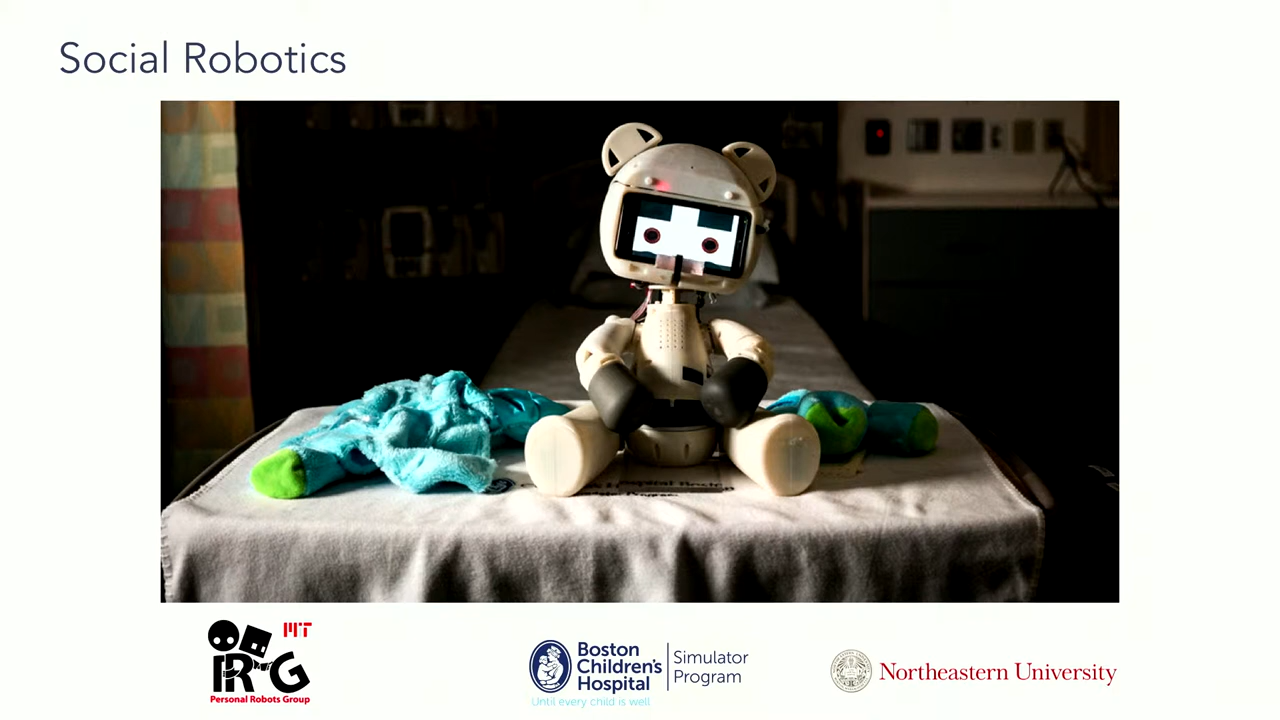 Social Robotics
MIT
PRG
Personal Robots Group
Boston
Children's
Hospital
Until every child is well
Simulator
Program
Northeastern University